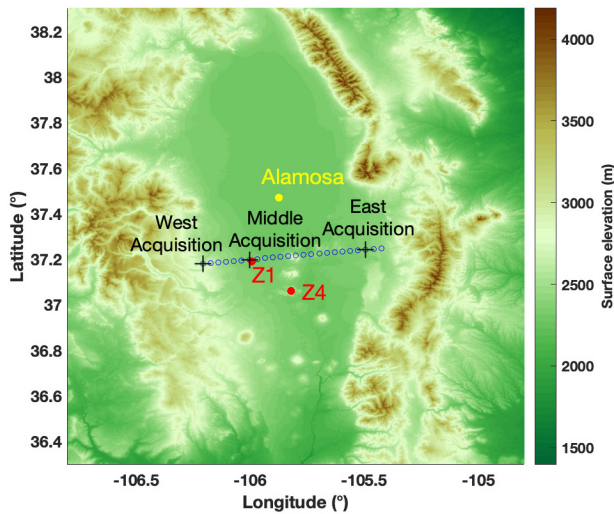 38.2
38
37.8
37.6
37.4
37.2
37
36.8
36.6
36.4
Latitude (°)
Alamosa
West
Acquisition
Middle
Acquisition
East
Acquisition
Z1
Z4
-106.5
-106
-105.5
-105
Longitude (°)
4000
3500
3000
2500
2000
1500
Surface elevation (m)